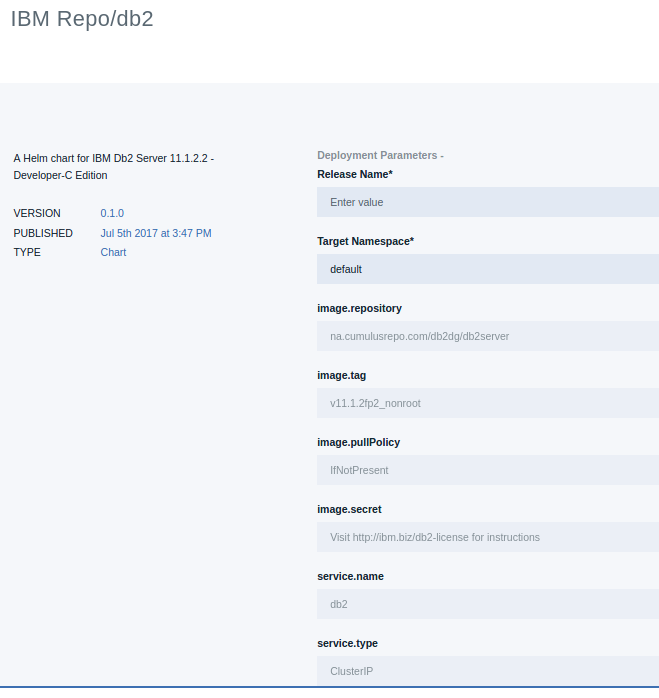 IBM Repo/db2
A Helm chart for IBM Db2 Server 11.1.2.2 -
Developer-C Edition
VERSION 0.1.0
PUBLISHED Jul 5th 2017 at 3:47 PM
TYPE Chart
Deployment Parameters -
Release Name*
Enter value
Target Namespace*
default
image.repository
na.cumulusrepo.com/db2dg/db2server
image.tag
v11.1.2fp2_nonroot
image.pullPolicy
IfNotPresent
image.secret
Visit http://ibm.biz/db2-license for instructions
service.name
db2
service.type
ClusterIP